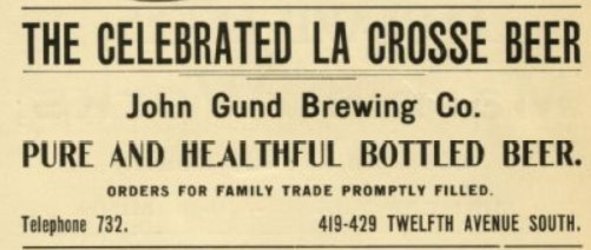 THE CELEBRATED LA CROSSE BEER
John Gund Brewing Co.
PURE AND HEALTHFUL BOTTLED BEER.
ORDERS FOR FAMILY TRADE PROMPTLY FILLED.
Telephone 732. 419-429 TWELFTH AVENUE SOUTH.